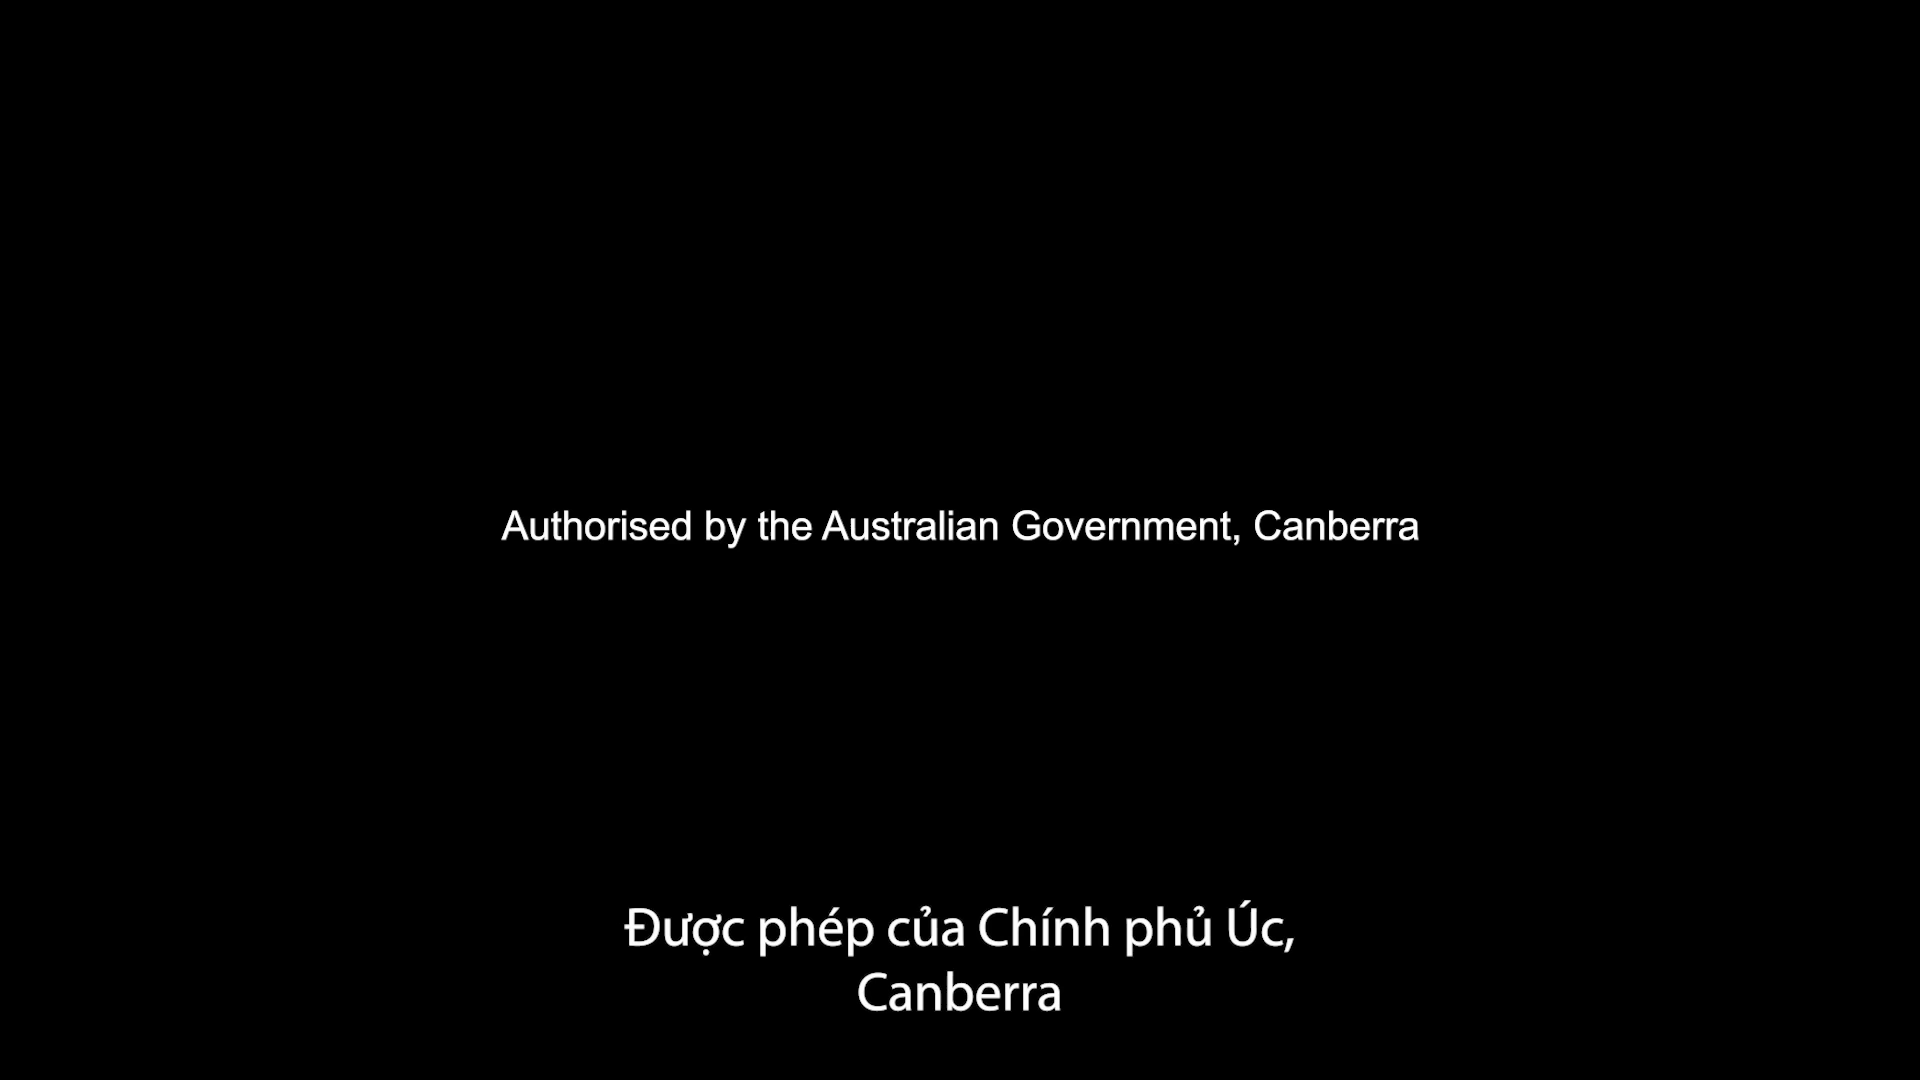 Authorised by the Australian Government, Canberra
Được phép của Chính phủ Úc,
Canberra